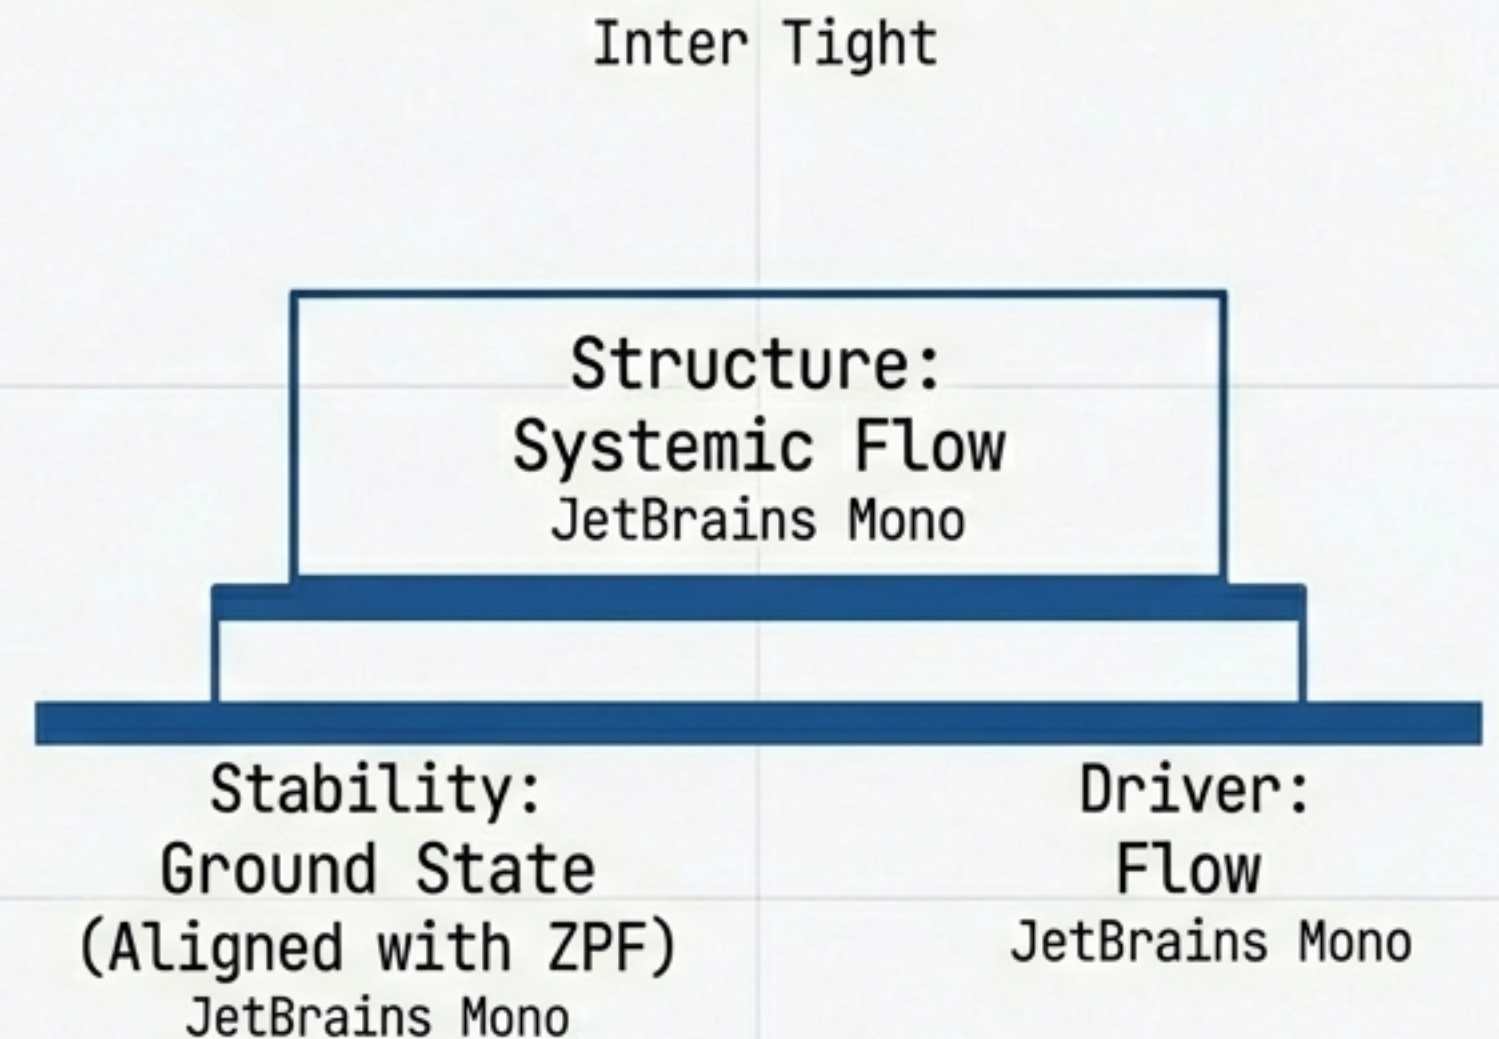 Inter Tight
Structure:
Systemic Flow
JetBrains Mono
Stability:
Ground State
(Aligned with ZPF)
JetBrains Mono
Driver:
Flow
JetBrains Mono